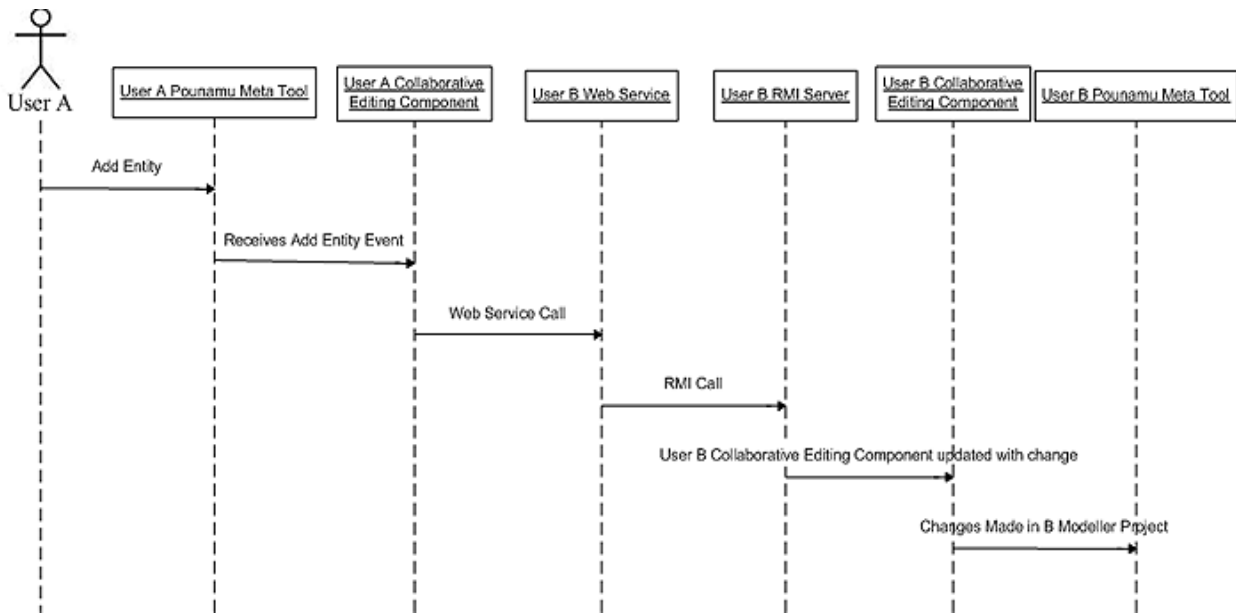 User A
User A Pounamu Meta Tool
User A Collaborative
Editing Component
User B Web Service
User B RMI Server
User B Collaborative
Editing Component
User B Pounamu Meta Tool
Add Entity
Receives Add Entity Event
Web Service Call
RMI Call
User B Collaborative Editing Component updated with change
Changes Made in B Modeller Project